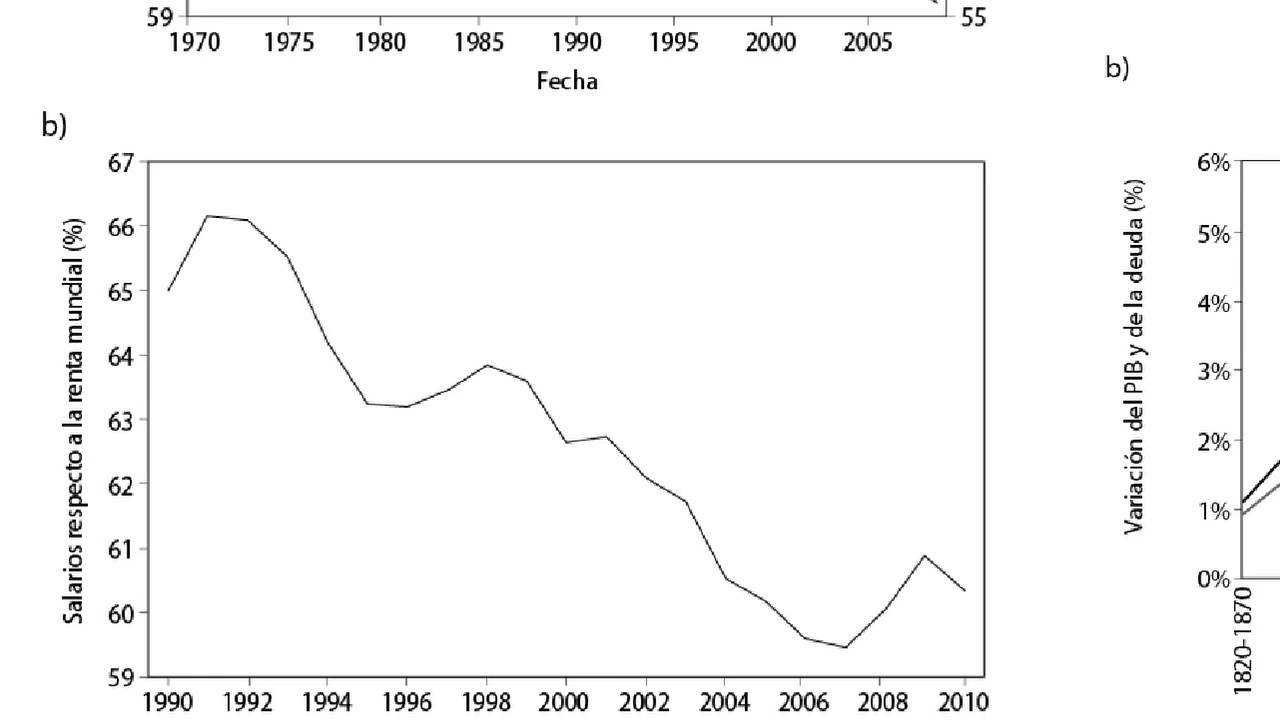 59 55
1970 1975 1980 1985 1990 1995 2000 2005
Fecha
b)
67
66
65
64
63
62
61
60
59
Salarios respecto a la renta mundial (%)
1990 1992 1994 1996 1998 2000 2002 2004 2006 2008 2010
b)
6%
5%
4%
3%
2%
1%
0%
Variación del PIB y de la deuda (%)
1820-1870